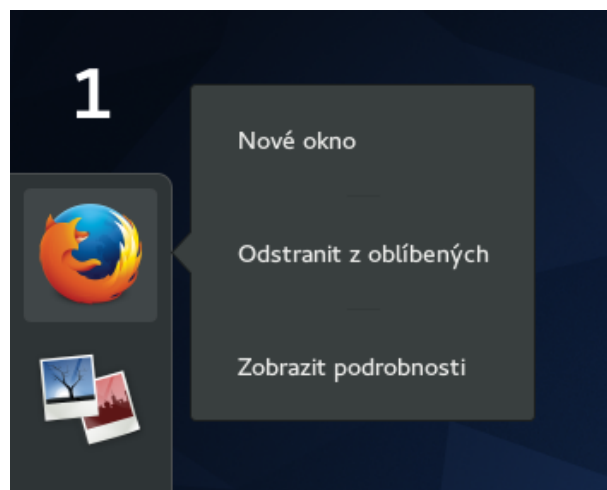 1
Nové okno
Odstranit z oblíbených
Zobrazit podrobnosti